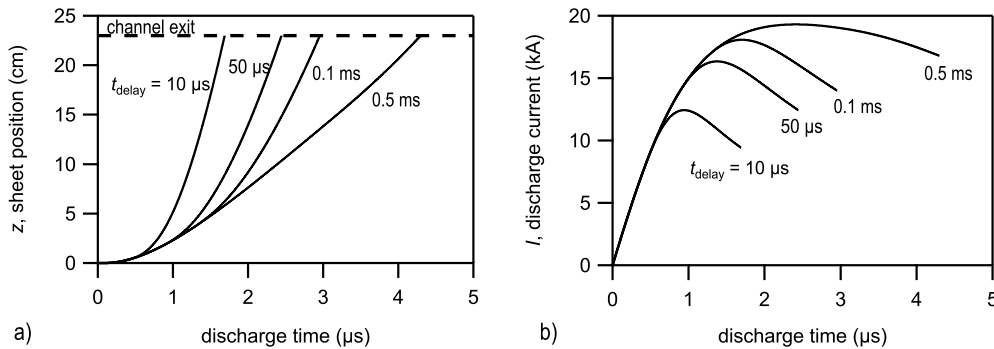 z, sheet position (cm)
25
20
15
10
5
0
channel exit
t_delay = 10 µs
50 µs
0.1 ms
0.5 ms
0 1 2 3 4 5
discharge time (µs)
a)
I, discharge current (kA)
20
15
10
5
0
0.5 ms
0.1 ms
50 µs
t_delay = 10 µs
0 1 2 3 4 5
discharge time (µs)
b)